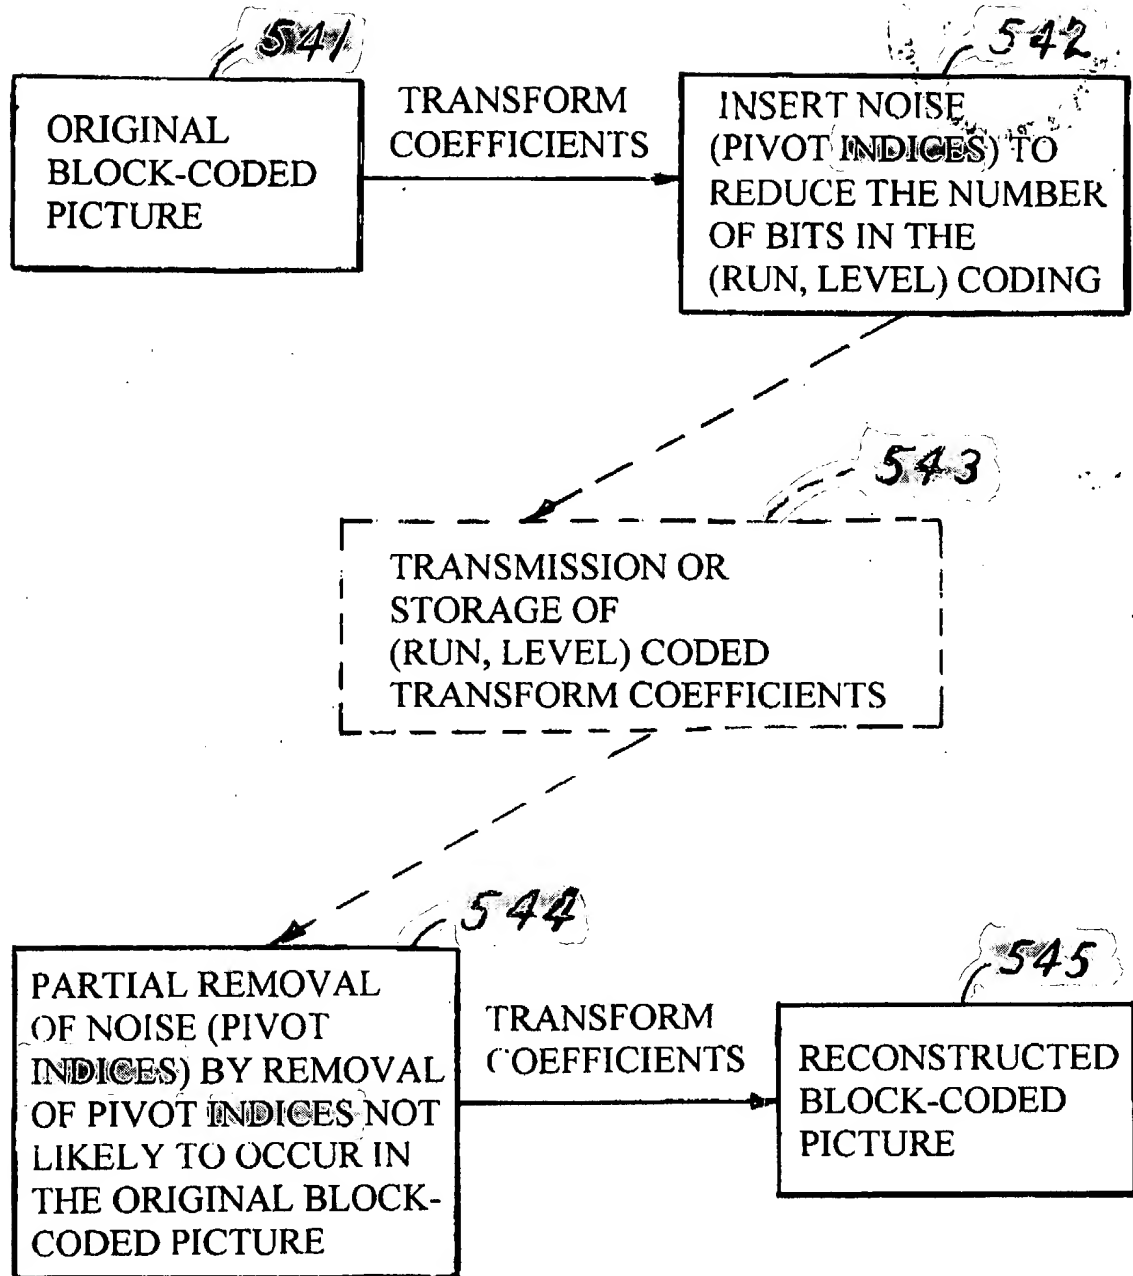 541
542
ORIGINAL
BLOCK-CODED
PICTURE
TRANSFORM
COEFFICIENTS
INSERT NOISE
(PIVOT INDICES) TO
REDUCE THE NUMBER
OF BITS IN THE
(RUN, LEVEL) CODING
543
TRANSMISSION OR
STORAGE OF
(RUN, LEVEL) CODED
TRANSFORM COEFFICIENTS
544
545
PARTIAL REMOVAL
OF NOISE (PIVOT
INDICES) BY REMOVAL
OF PIVOT INDICES NOT
LIKELY TO OCCUR IN
THE ORIGINAL BLOCK-
CODED PICTURE
TRANSFORM
COEFFICIENTS
RECONSTRUCTED
BLOCK-CODED
PICTURE